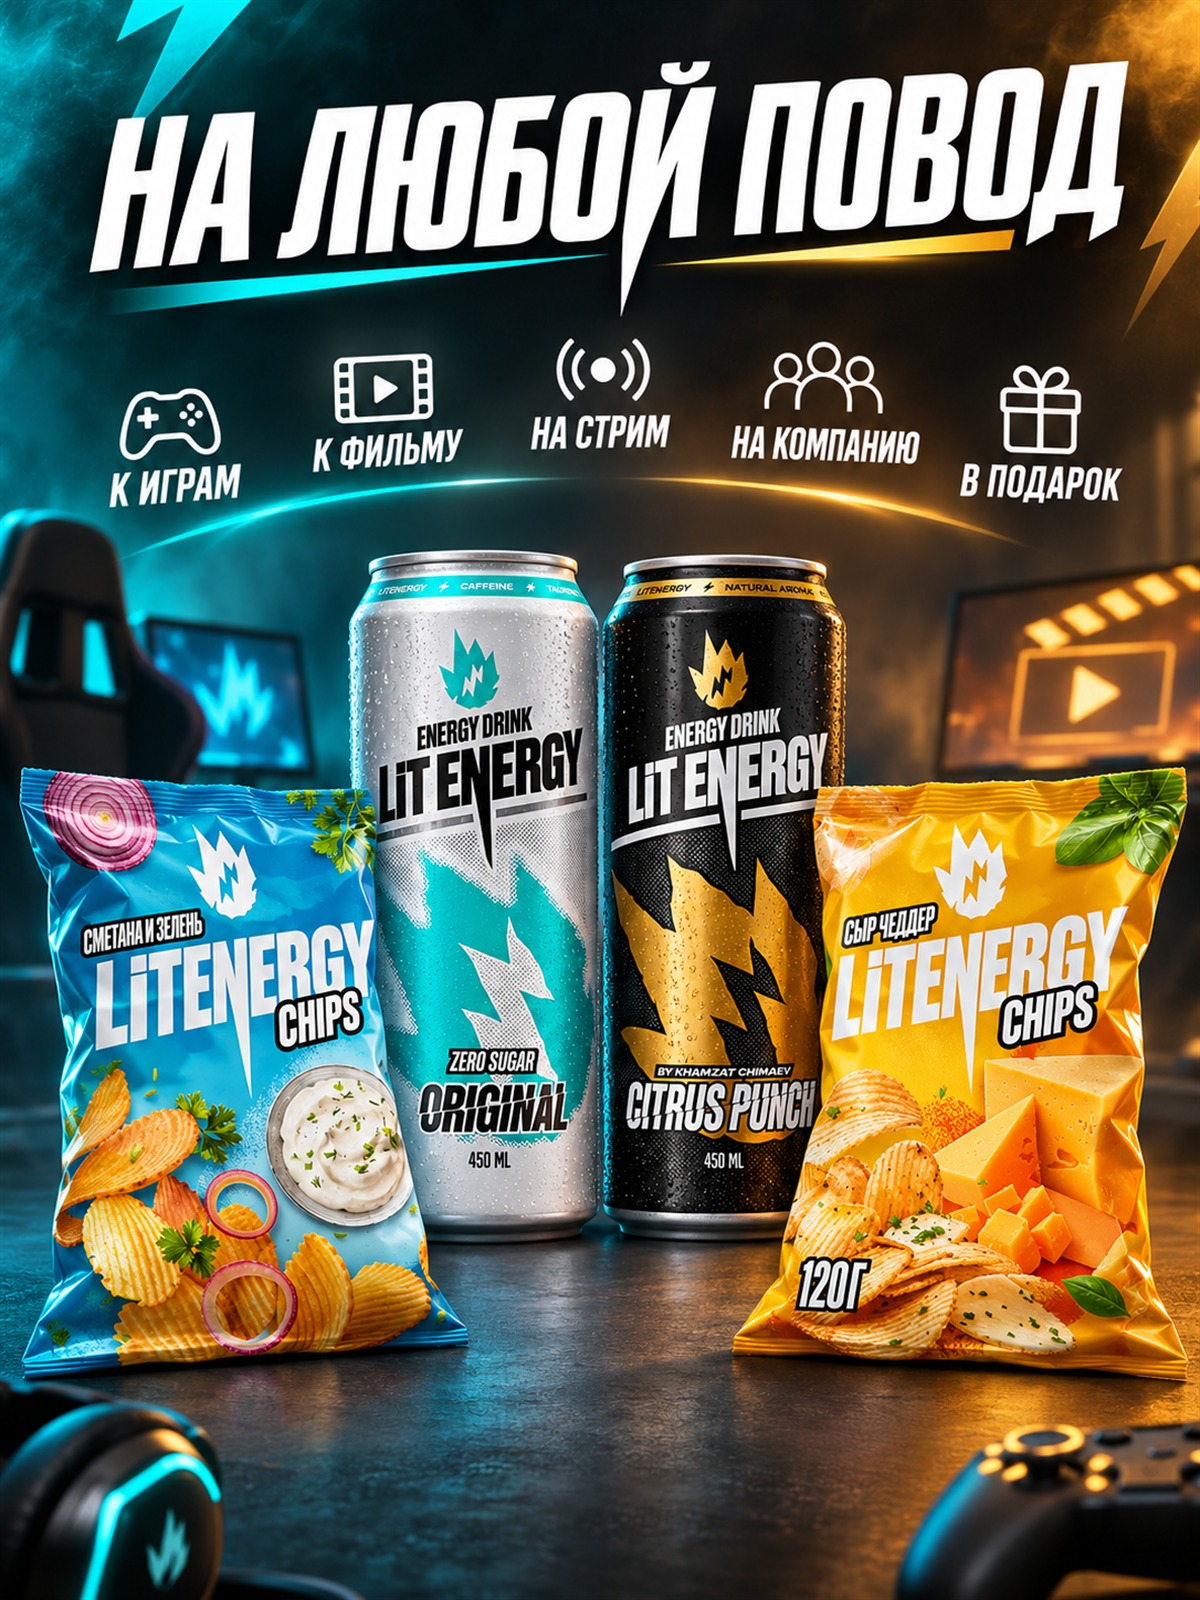 НА ЛЮБОЙ ПОВОД
К ИГРАМ
К ФИЛЬМУ
НА СТРИМ
НА КОМПАНИЮ
В ПОДАРОК
LITENERGY CAFFEINE
ENERGY DRINK
LiT ENERGY
ZERO SUGAR
ORIGINAL
450 ML
LITENERGY NATURAL AROMA
ENERGY DRINK
LiT ENERGY
BY KHAMZAT CHIMAEV
CITRUS PUNCH
450 ML
СМЕТАНА И ЗЕЛЕНЬ
LiTENERGY
CHIPS
СЫР ЧЕДДЕР
LiTENERGY
CHIPS
120Г